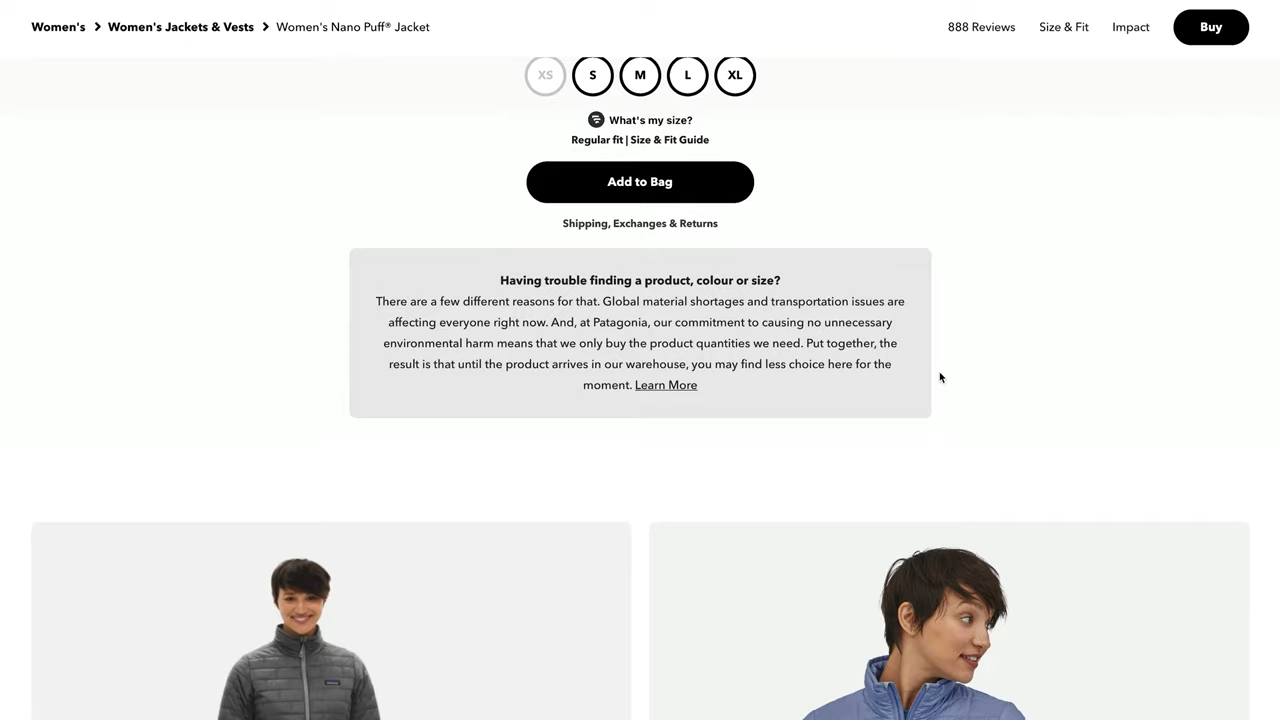 Women's > Women's Jackets & Vests > Women's Nano Puff® Jacket
888 Reviews Size & Fit Impact Buy
XS S M L XL
What's my size?
Regular fit | Size & Fit Guide
Add to Bag
Shipping, Exchanges & Returns
Having trouble finding a product, colour or size?
There are a few different reasons for that. Global material shortages and transportation issues are
affecting everyone right now. And, at Patagonia, our commitment to causing no unnecessary
environmental harm means that we only buy the product quantities we need. Put together, the
result is that until the product arrives in our warehouse, you may find less choice here for the
moment. Learn More